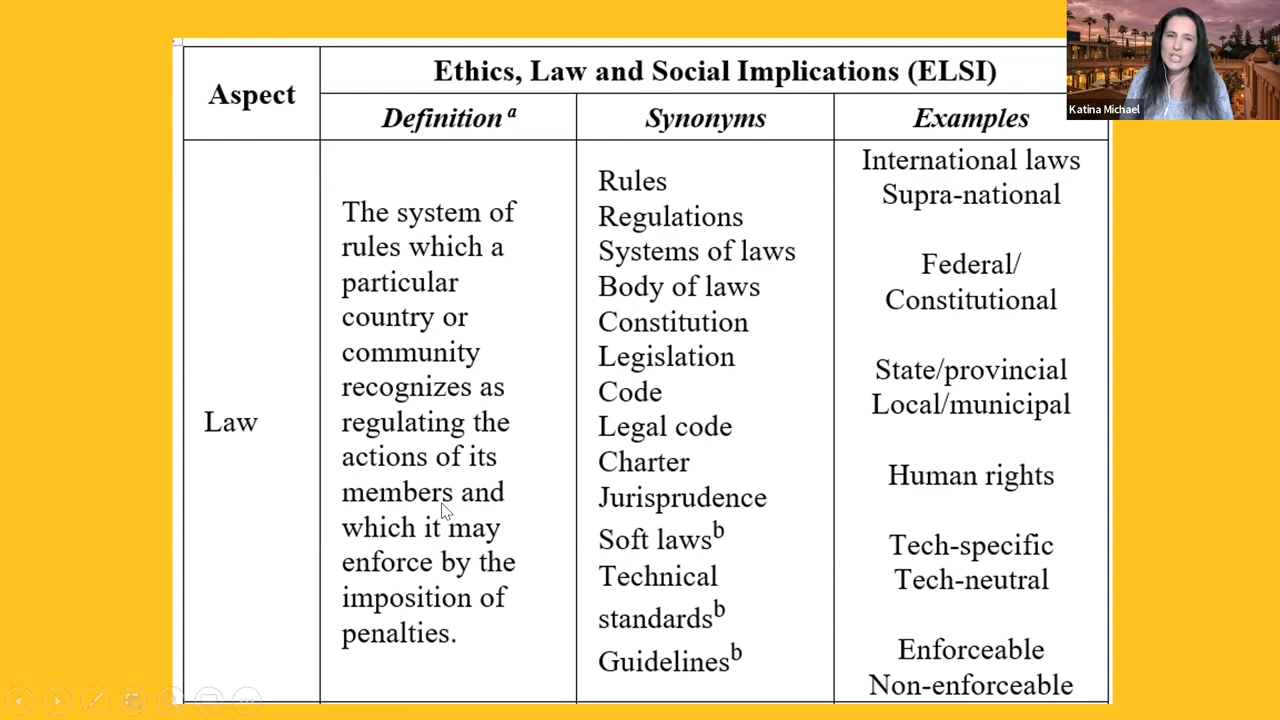 Ethics, Law and Social Implications (ELSI)
Aspect
Definition a
Synonyms
Examples
Law
The system of
rules which a
particular
country or
community
recognizes as
regulating the
actions of its
members and
which it may
enforce by the
imposition of
penalties.
Rules
Regulations
Systems of laws
Body of laws
Constitution
Legislation
Code
Legal code
Charter
Jurisprudence
Soft lawsb
Technical
standardsb
Guidelinesb
International laws
Supra-national
Federal/
Constitutional
State/provincial
Local/municipal
Human rights
Tech-specific
Tech-neutral
Enforceable
Non-enforceable
Katina Michael